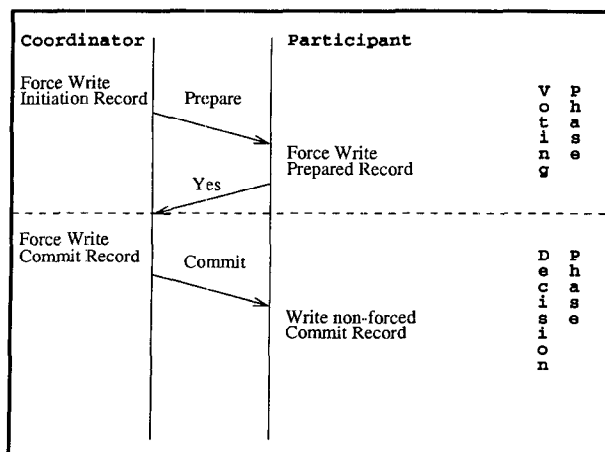 Coordinator
Participant
Force Write
Initiation Record
Prepare
Force Write
Prepared Record
Yes
Voting
Phase
Force Write
Commit Record
Commit
Write non-forced
Commit Record
Decision
Phase